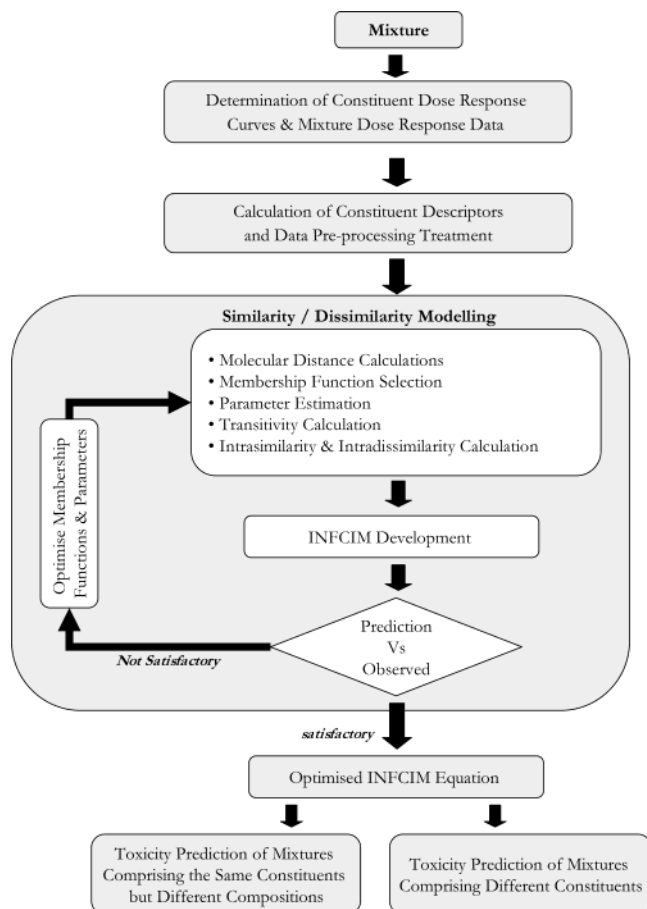 Mixture
Determination of Constituent Dose Response
Curves & Mixture Dose Response Data
Calculation of Constituent Descriptors
and Data Pre-processing Treatment
Similarity / Dissimilarity Modelling
• Molecular Distance Calculations
• Membership Function Selection
• Parameter Estimation
• Transitivity Calculation
• Intrasimilarity & Intradissimilarity Calculation
Optimise Membership
Functions & Parameters
INFCIM Development
Prediction
Vs
Observed
Not Satisfactory
satisfactory
Optimised INFCIM Equation
Toxicity Prediction of Mixtures
Comprising the Same Constituents
but Different Compositions
Toxicity Prediction of Mixtures
Comprising Different Constituents